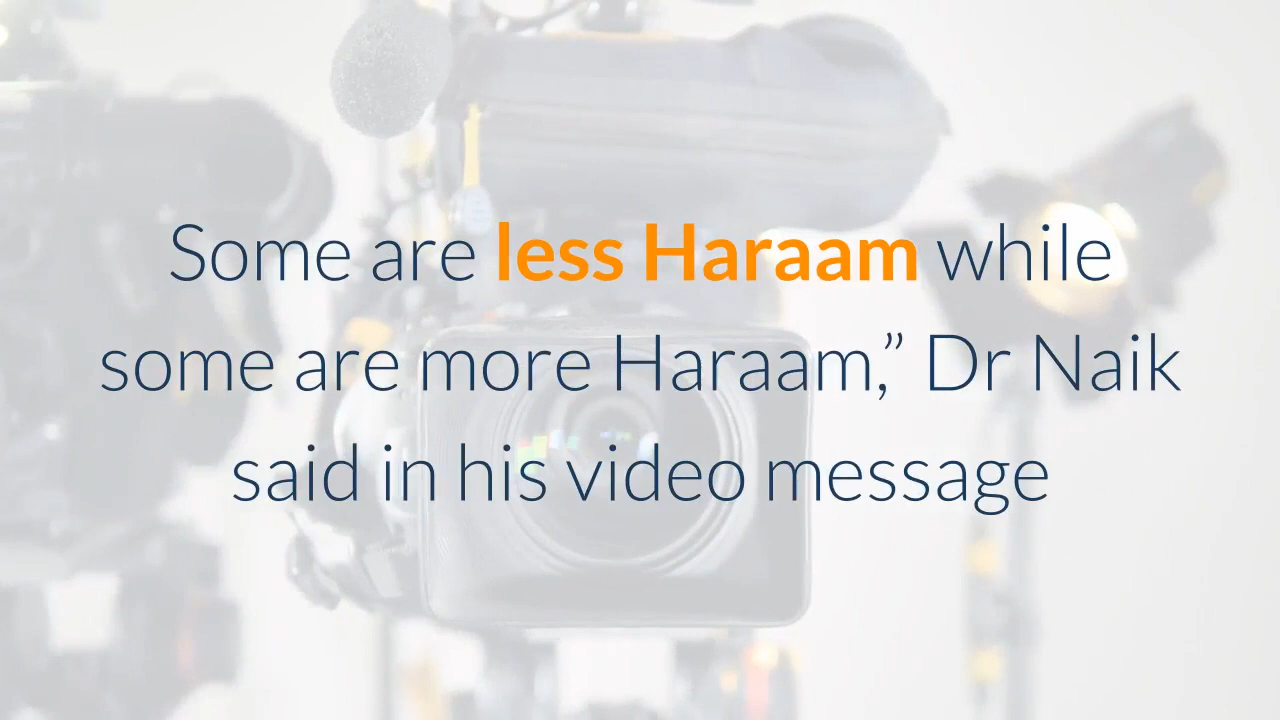 Some are less Haraam while
some are more Haraam,” Dr Naik
said in his video message